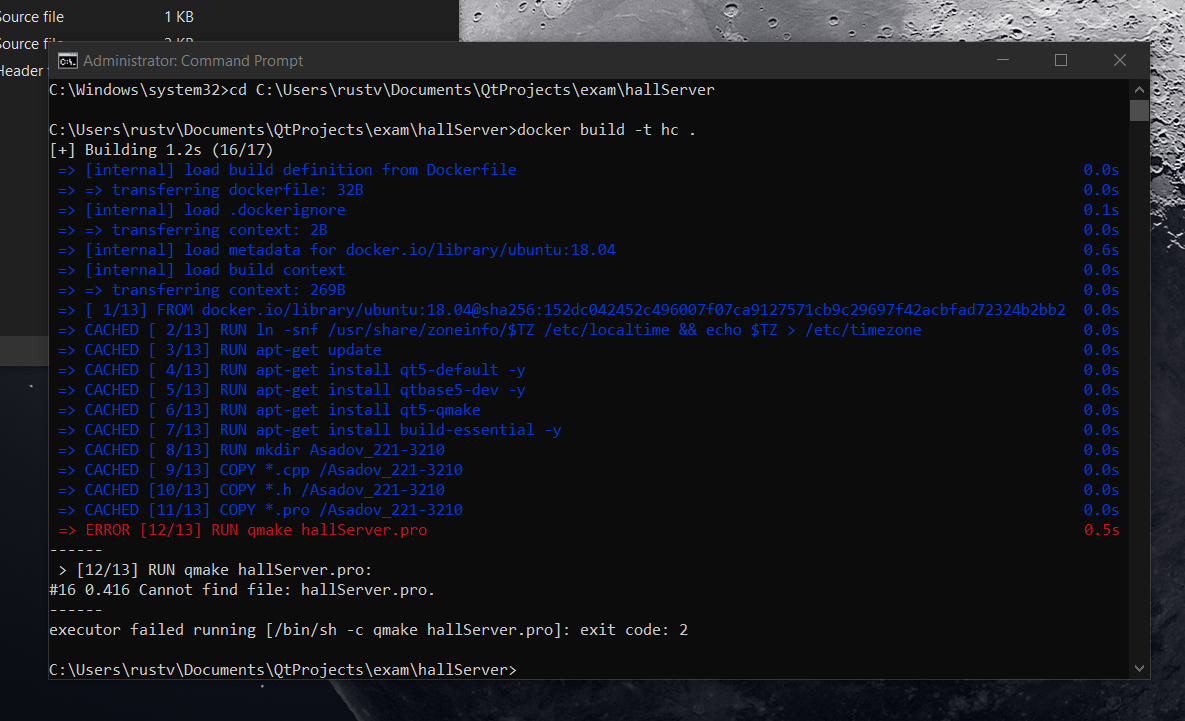 Source file 1 KB
Source file 2 KB
Header
Administrator: Command Prompt
C:\Windows\system32>cd C:\Users\rustv\Documents\QtProjects\exam\hallServer
C:\Users\rustv\Documents\QtProjects\exam\hallServer>docker build -t hc .
[+] Building 1.2s (16/17)
=> [internal] load build definition from Dockerfile 0.0s
=> => transferring dockerfile: 32B 0.0s
=> [internal] load .dockerignore 0.1s
=> => transferring context: 2B 0.0s
=> [internal] load metadata for docker.io/library/ubuntu:18.04 0.6s
=> [internal] load build context 0.0s
=> => transferring context: 269B 0.0s
=> [ 1/13] FROM docker.io/library/ubuntu:18.04@sha256:152dc042452c496007f07ca9127571cb9c29697f42acbfad72324b2bb2 0.0s
=> CACHED [ 2/13] RUN ln -snf /usr/share/zoneinfo/$TZ /etc/localtime && echo $TZ > /etc/timezone 0.0s
=> CACHED [ 3/13] RUN apt-get update 0.0s
=> CACHED [ 4/13] RUN apt-get install qt5-default -y 0.0s
=> CACHED [ 5/13] RUN apt-get install qtbase5-dev -y 0.0s
=> CACHED [ 6/13] RUN apt-get install qt5-qmake 0.0s
=> CACHED [ 7/13] RUN apt-get install build-essential -y 0.0s
=> CACHED [ 8/13] RUN mkdir Asadov_221-3210 0.0s
=> CACHED [ 9/13] COPY *.cpp /Asadov_221-3210 0.0s
=> CACHED [10/13] COPY *.h /Asadov_221-3210 0.0s
=> CACHED [11/13] COPY *.pro /Asadov_221-3210 0.0s
=> ERROR [12/13] RUN qmake hallServer.pro 0.5s
------
> [12/13] RUN qmake hallServer.pro:
#16 0.416 Cannot find file: hallServer.pro.
------
executor failed running [/bin/sh -c qmake hallServer.pro]: exit code: 2
C:\Users\rustv\Documents\QtProjects\exam\hallServer>